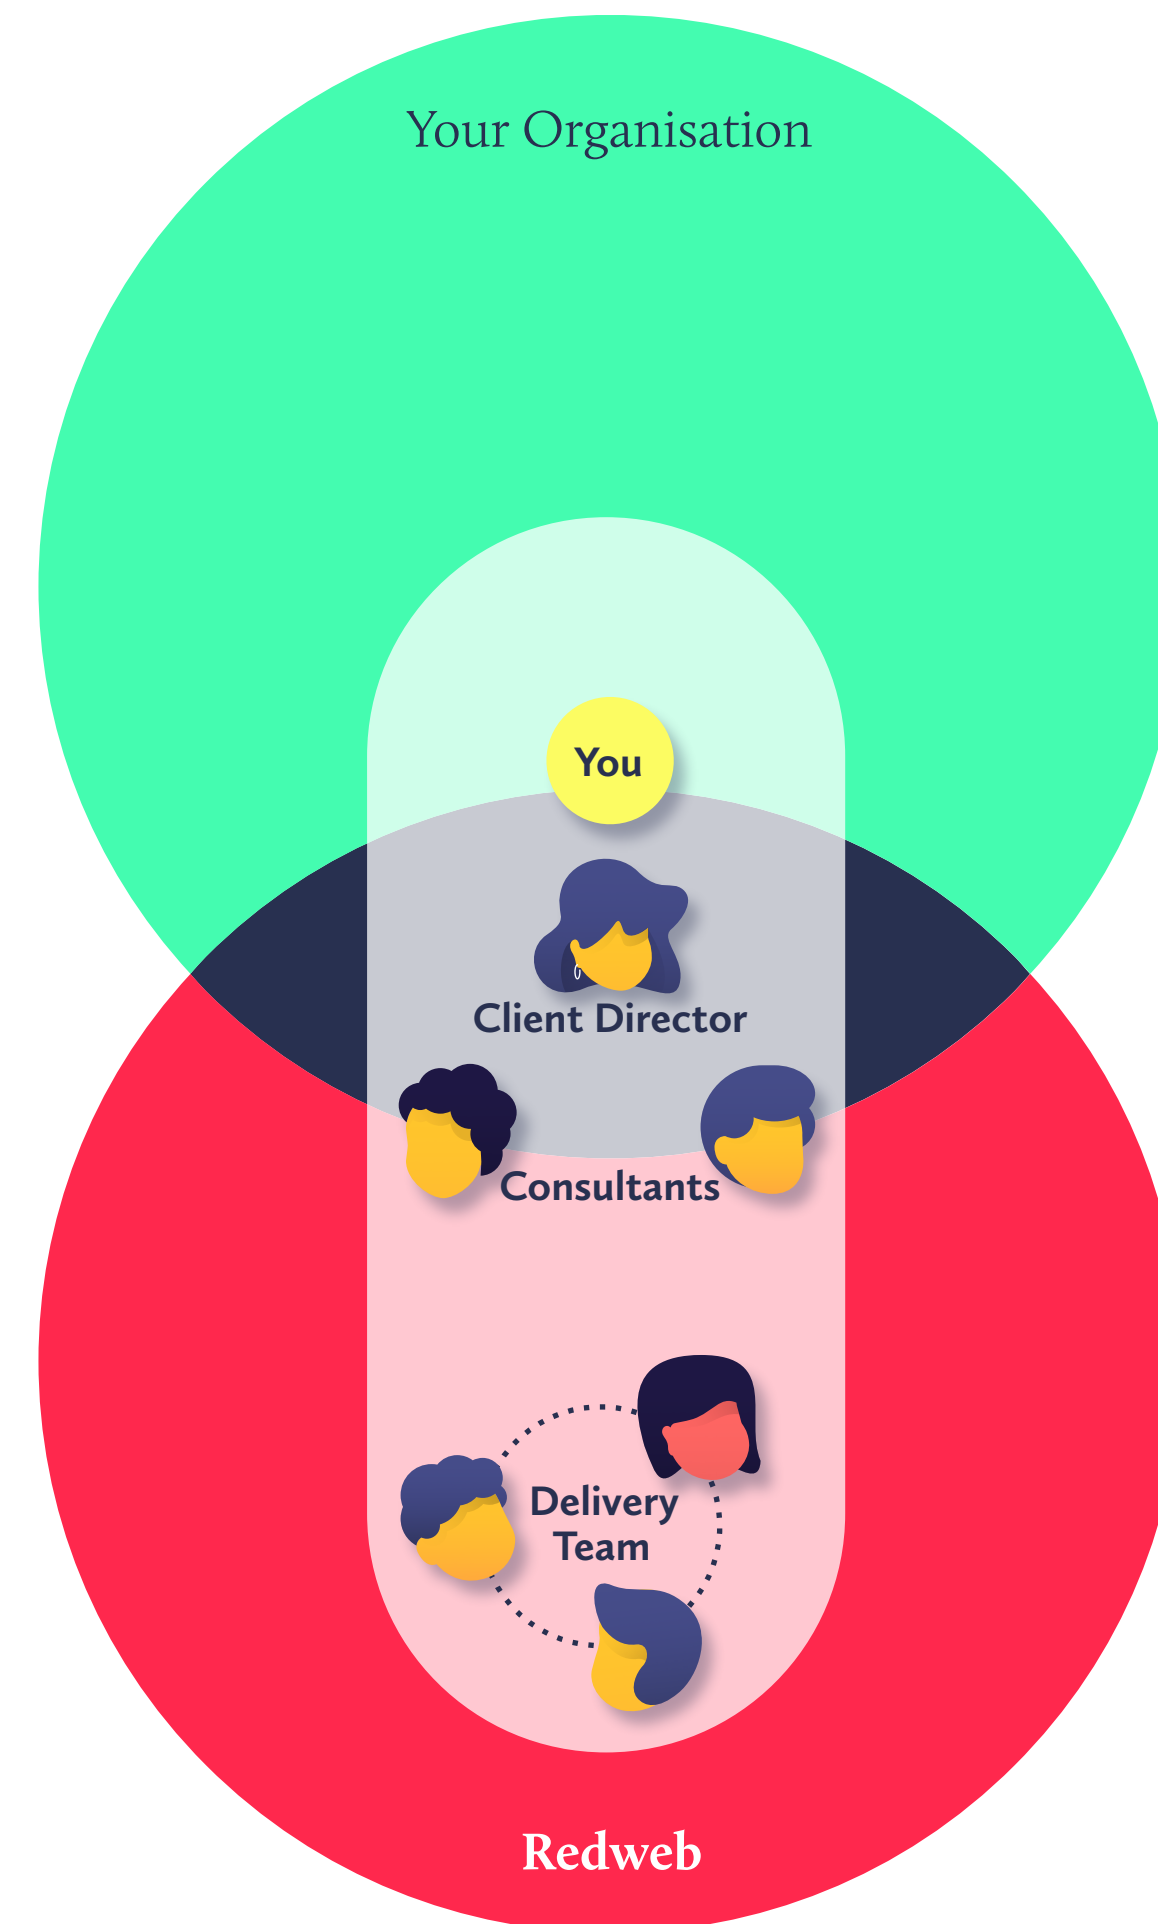 Your Organisation
You
Client Director
Consultants
Delivery
Team
Redweb